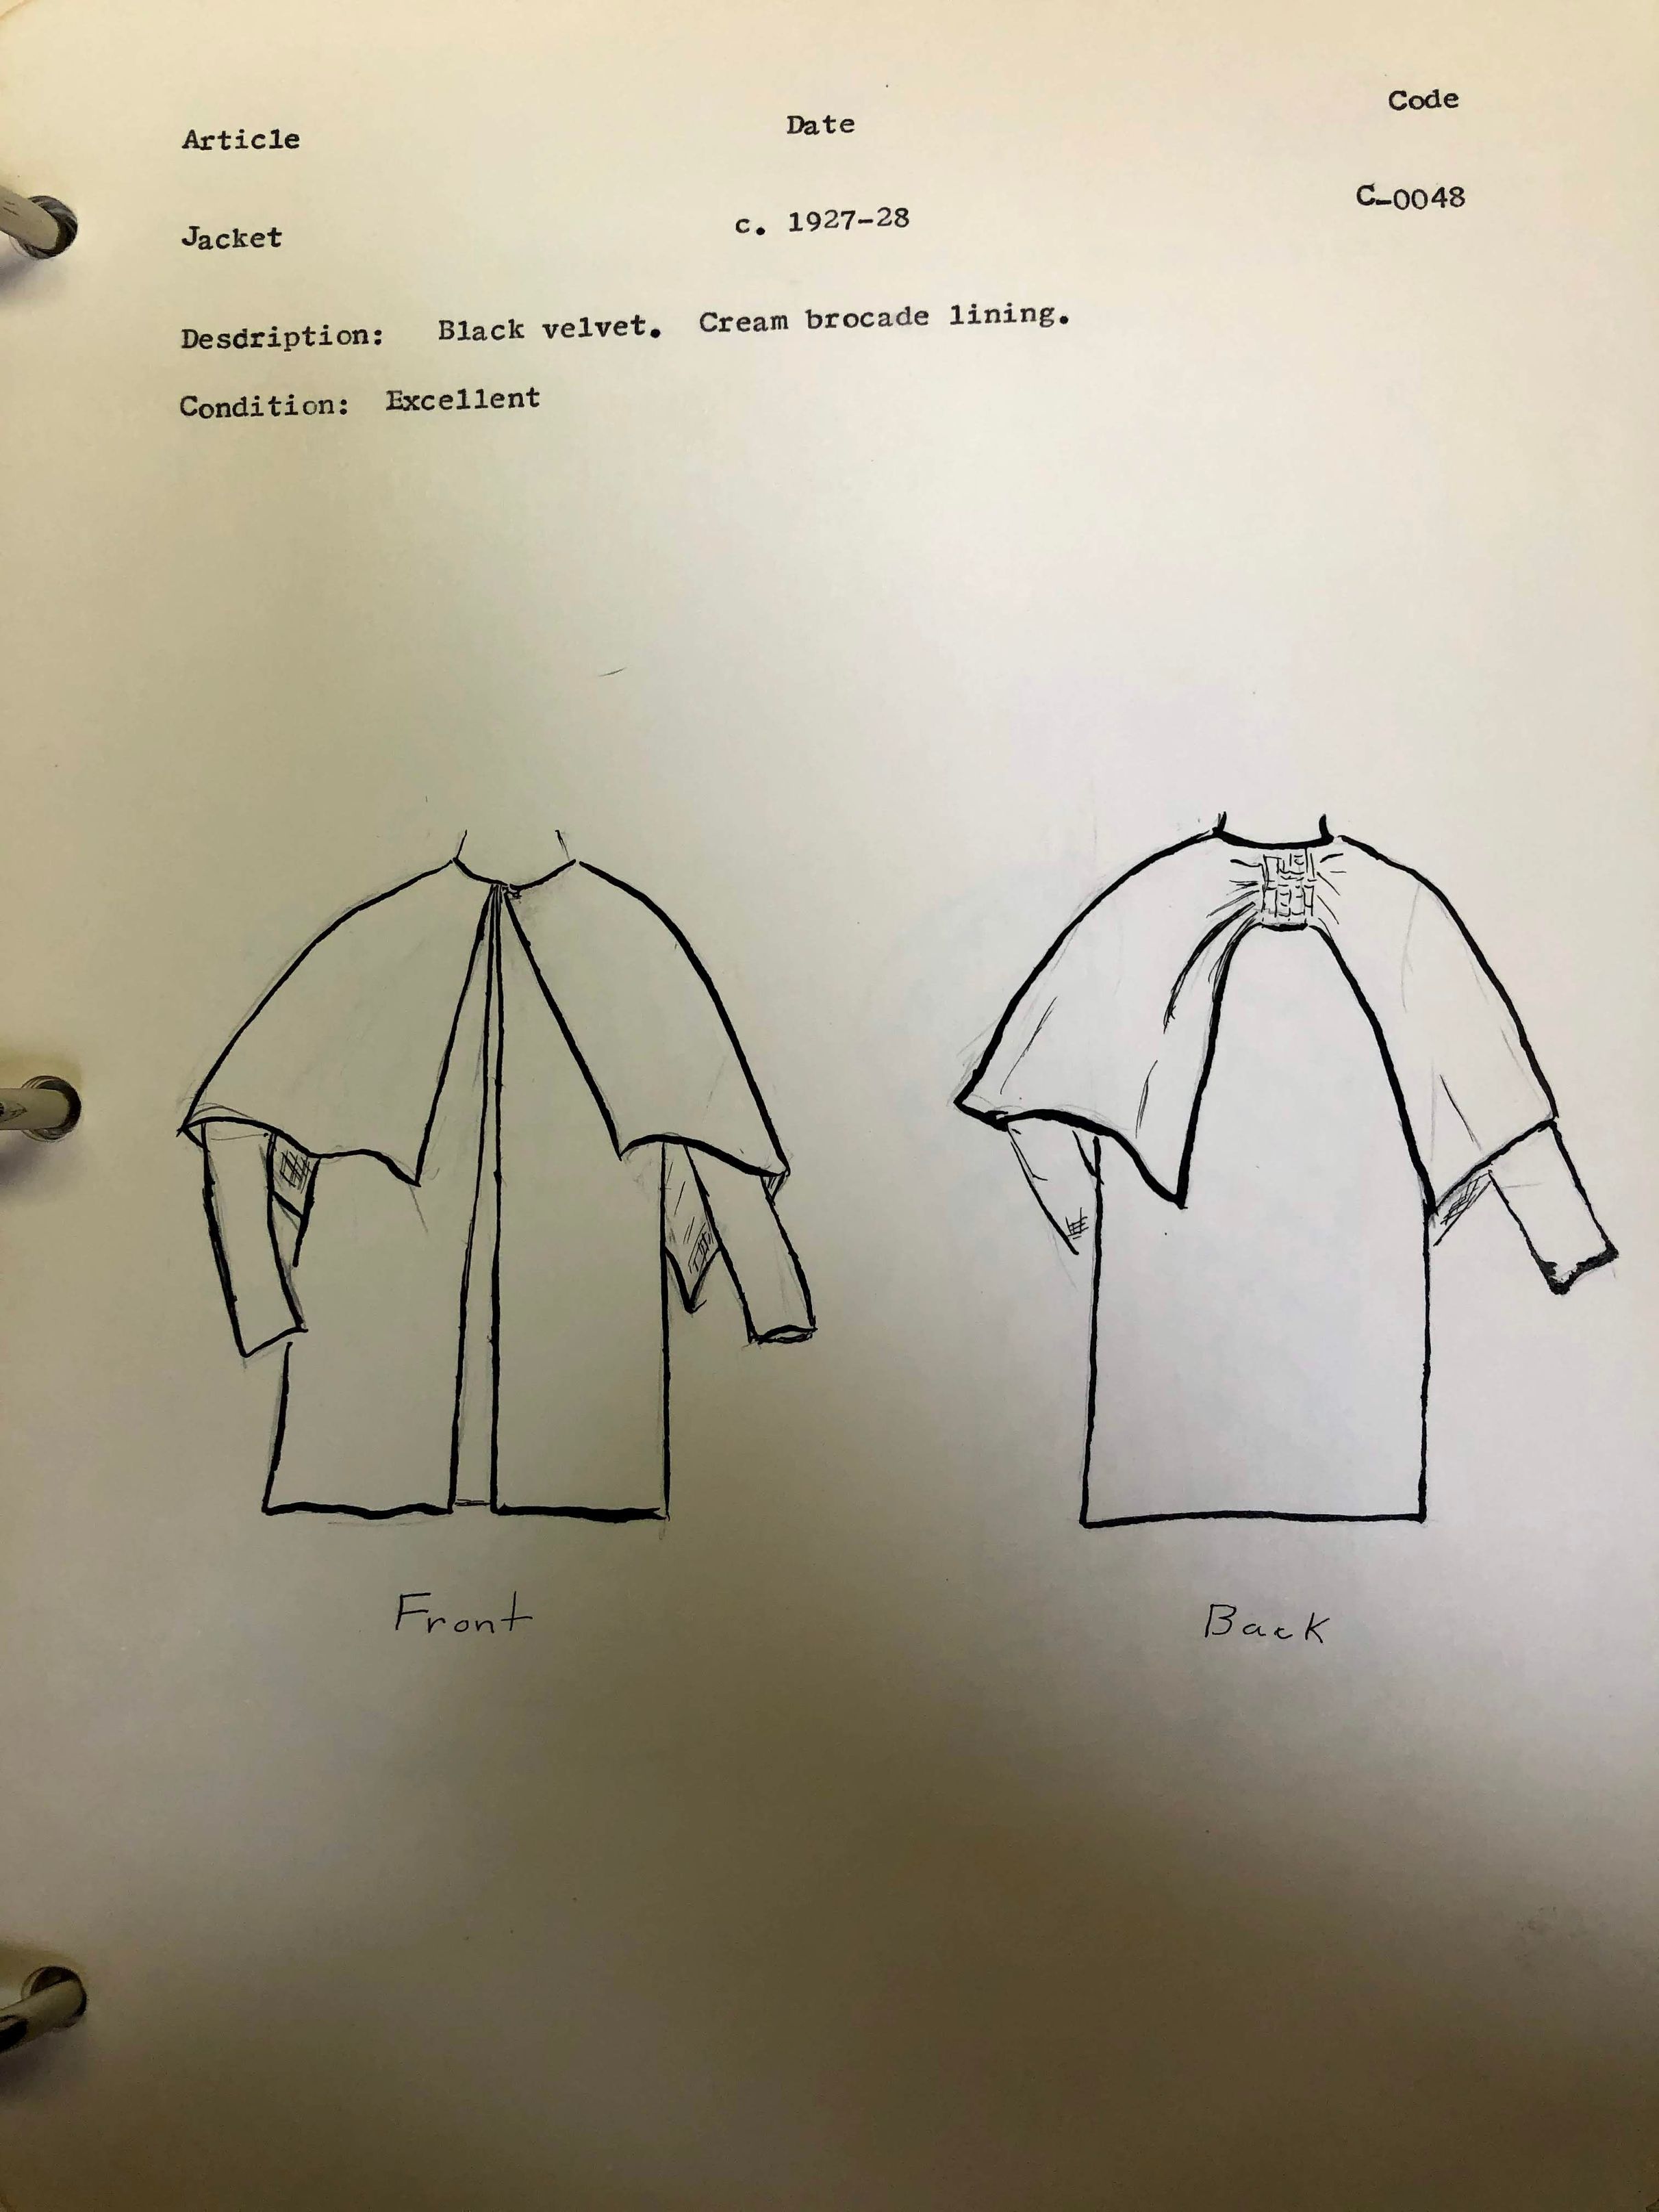 Article Date Code
Jacket c. 1927-28 C-0048
Desdription: Black velvet. Cream brocade lining.
Condition: Excellent
Front Back